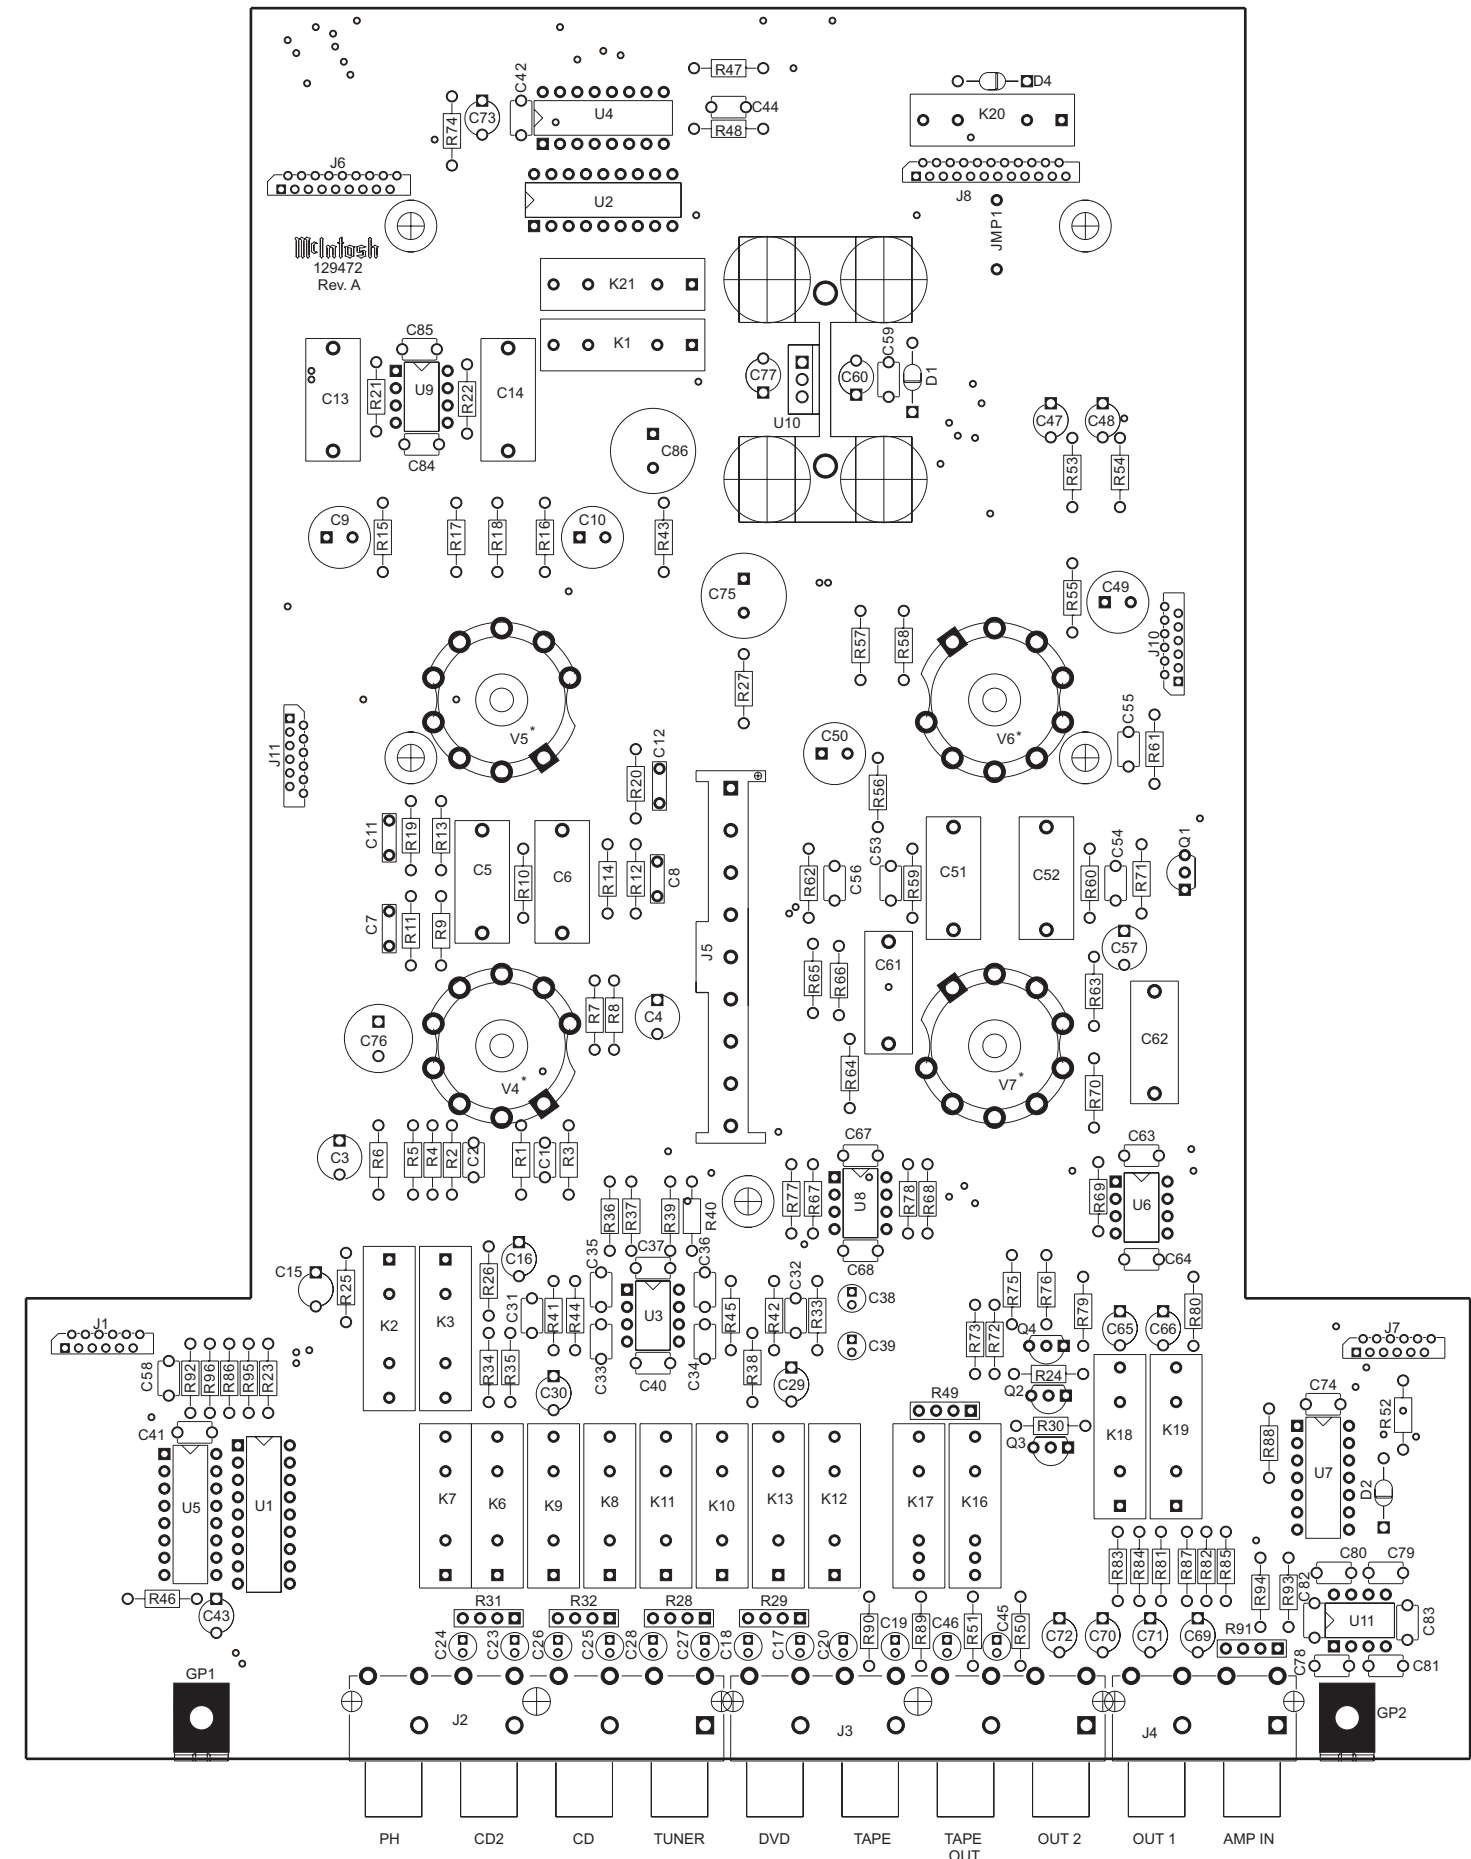 R47
D4
C42
C44
K20
C73
U4
R74
R48
J6
J8
U2
JMP1
McIntosh
129472
Rev. A
K21
K1
C85
C59
C13
R21
U9
R22
C14
C77
C60
D1
U10
C47
C48
C84
C86
R53
R54
C9
R15
R17
R18
R16
C10
R43
C75
R55
C49
R57
R58
J10
R27
V5*
V6*
C55
R61
J11
C12
R20
C50
R56
C11
R19
R13
C5
R10
C6
R14
R12
C8
C53
R62
C56
R59
C51
C52
R60
C54
R71
Q1
C7
R11
R9
J5
C57
R65
R66
C61
R63
C76
R7
R8
C4
C62
V4*
R64
V7*
R70
C3
R6
R5
R4
R2
C2
R1
C10
R3
C67
C63
R77
R67
U8
R78
R68
R69
U6
R36
R37
R39
R40
C37
C35
C36
C68
C64
C15
R25
K2
K3
R26
C16
C31
R41
R44
U3
R45
R42
C32
R33
C38
R75
R76
R79
R80
C65
C66
J1
C58
R92
R96
R86
R95
R23
R34
R35
C33
C34
C40
R38
C39
R73
R72
Q4
J7
C30
C29
R24
Q2
C41
R49
R30
Q3
K18
K19
C74
R52
R88
U5
U1
K7
K6
K9
K8
K11
K10
K13
K12
K17
K16
U7
D2
R83
R84
R81
R87
R82
R85
C80
C79
R94
R93
C82
R46
C43
R31
R32
R28
R29
R90
C19
R89
C46
R51
C45
R50
C72
C70
C71
C69
R91
U11
C83
C24
C23
C26
C25
C28
C27
C18
C17
C20
C78
C81
GP1
J2
J3
J4
GP2
PH
CD2
CD
TUNER
DVD
TAPE
TAPE
OUT
OUT 2
OUT 1
AMP IN